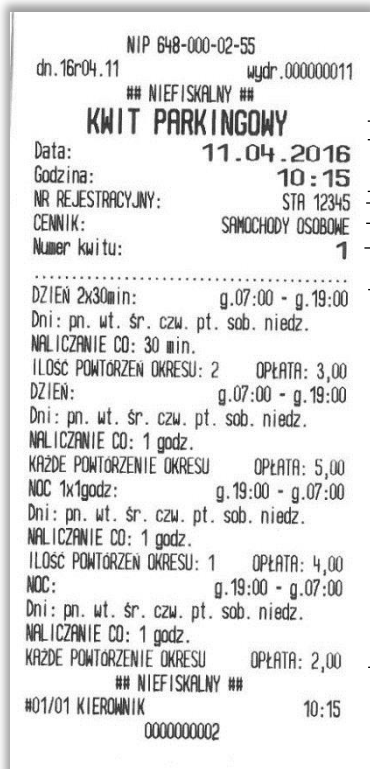 NIP 648-000-02-55
dn.16r04.11 wydr.000000011
## NIEFISKALNY ##
KWIT PARKINGOWY
Data: 11.04.2016
Godzina: 10:15
NR REJESTRACYJNY: STA 12345
CENNIK: SAMOCHODY OSOBOWE
Numer kwitu: 1
DZIEŃ 2x30min: g.07:00 - g.19:00
Dni: pn. wt. śr. czw. pt. sob. niedz.
NALICZANIE CO: 30 min.
ILOŚĆ POWTÓRZEŃ OKRESU: 2 OPŁATA: 3,00
DZIEŃ: g.07:00 - g.19:00
Dni: pn. wt. śr. czw. pt. sob. niedz.
NALICZANIE CO: 1 godz.
KAŻDE POWTÓRZENIE OKRESU OPŁATA: 5,00
NOC 1x1godz: g.19:00 - g.07:00
Dni: pn. wt. śr. czw. pt. sob. niedz.
NALICZANIE CO: 1 godz.
ILOŚĆ POWTÓRZEŃ OKRESU: 1 OPŁATA: 4,00
NOC: g.19:00 - g.07:00
Dni: pn. wt. śr. czw. pt. sob. niedz.
NALICZANIE CO: 1 godz.
KAŻDE POWTÓRZENIE OKRESU OPŁATA: 2,00
## NIEFISKALNY ##
#01/01 KIEROWNIK 10:15
0000000002